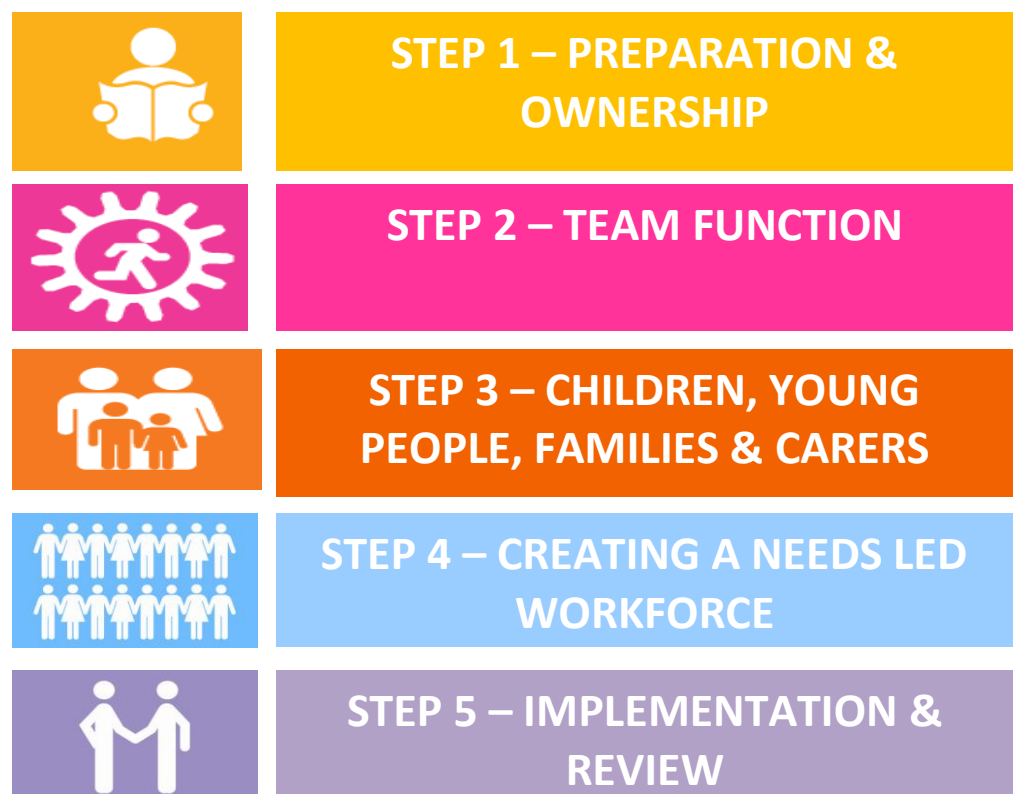 STEP 1 – PREPARATION &
OWNERSHIP
STEP 2 – TEAM FUNCTION
STEP 3 – CHILDREN, YOUNG
PEOPLE, FAMILIES & CARERS
STEP 4 – CREATING A NEEDS LED
WORKFORCE
STEP 5 – IMPLEMENTATION &
REVIEW